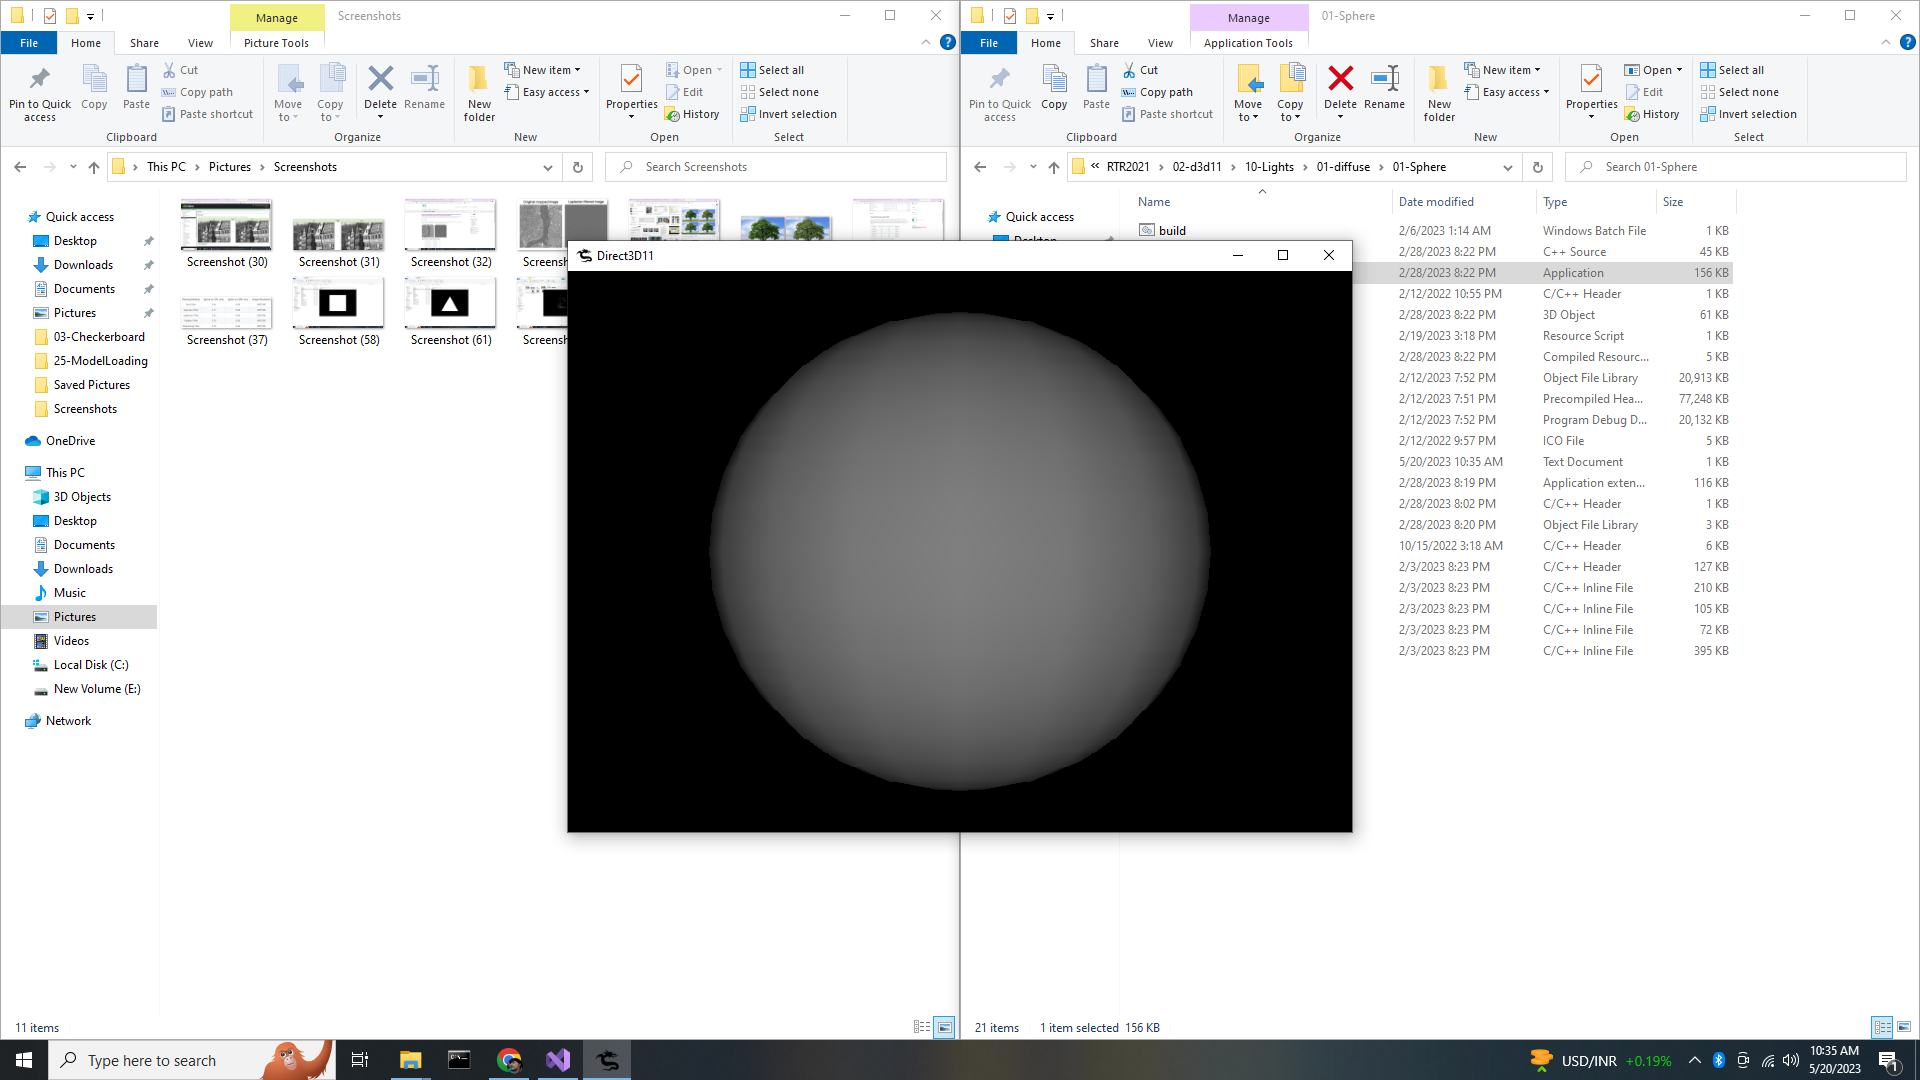 Manage
Screenshots
File
Home
Share
View
Picture Tools
Pin to Quick access
Copy
Paste
Cut
Copy path
Paste shortcut
Clipboard
Move to
Copy to
Delete
Rename
Organize
New folder
New item
Easy access
New
Properties
Open
Edit
History
Open
Select all
Select none
Invert selection
Select
This PC
Pictures
Screenshots
Search Screenshots
Quick access
Desktop
Downloads
Documents
Pictures
03-Checkerboard
25-ModelLoading
Saved Pictures
Screenshots
OneDrive
This PC
3D Objects
Desktop
Documents
Downloads
Music
Pictures
Videos
Local Disk (C:)
New Volume (E:)
Network
Screenshot (30)
Screenshot (31)
Screenshot (32)
Screenshot (37)
Screenshot (58)
Screenshot (61)
11 items
Direct3D11
Manage
01-Sphere
File
Home
Share
View
Application Tools
Pin to Quick access
Copy
Paste
Cut
Copy path
Paste shortcut
Clipboard
Move to
Copy to
Delete
Rename
Organize
New folder
New item
Easy access
New
Properties
Open
Edit
History
Open
Select all
Select none
Invert selection
Select
« RTR2021 02-d3d11 10-Lights 01-diffuse 01-Sphere
Search 01-Sphere
Quick access
Name Date modified Type Size
build 2/6/2023 1:14 AM Windows Batch File 1 KB
2/28/2023 8:22 PM C++ Source 45 KB
2/28/2023 8:22 PM Application 156 KB
2/12/2022 10:55 PM C/C++ Header 1 KB
2/28/2023 8:22 PM 3D Object 61 KB
2/19/2023 3:18 PM Resource Script 1 KB
2/28/2023 8:22 PM Compiled Resourc... 5 KB
2/12/2023 7:52 PM Object File Library 20,913 KB
2/12/2023 7:51 PM Precompiled Hea... 77,248 KB
2/12/2023 7:52 PM Program Debug D... 20,132 KB
2/12/2022 9:57 PM ICO File 5 KB
5/20/2023 10:35 AM Text Document 1 KB
2/28/2023 8:19 PM Application exten... 116 KB
2/28/2023 8:02 PM C/C++ Header 1 KB
2/28/2023 8:20 PM Object File Library 3 KB
10/15/2022 3:18 AM C/C++ Header 6 KB
2/3/2023 8:23 PM C/C++ Header 127 KB
2/3/2023 8:23 PM C/C++ Inline File 210 KB
2/3/2023 8:23 PM C/C++ Inline File 105 KB
2/3/2023 8:23 PM C/C++ Inline File 72 KB
2/3/2023 8:23 PM C/C++ Inline File 395 KB
21 items 1 item selected 156 KB
Type here to search
USD/INR +0.19%
10:35 AM
5/20/2023
1